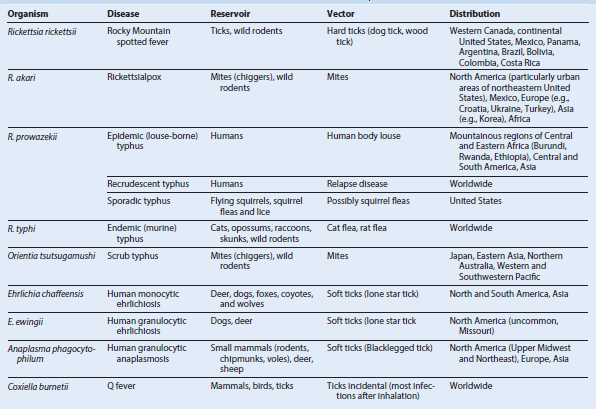 Organism Disease Reservoir Vector Distribution
Rickettsia rickettsii Rocky Mountain Ticks, wild rodents Hard ticks (dog tick, wood Western Canada, continental
spotted fever tick) United States, Mexico, Panama,
Argentina, Brazil, Bolivia,
Colombia, Costa Rica
R. akari Rickettsialpox Mites (chiggers), wild Mites North America (particularly urban
rodents areas of northeastern United
States), Mexico, Europe (e.g.,
Croatia, Ukraine, Turkey), Asia
(e.g., Korea), Africa
R. prowazekii Epidemic (louse-borne) Humans Human body louse Mountainous regions of Central
typhus and Eastern Africa (Burundi,
Rwanda, Ethiopia), Central and
South America, Asia
Recrudescent typhus Humans Relapse disease Worldwide
Sporadic typhus Flying squirrels, squirrel Possibly squirrel fleas United States
fleas and lice
R. typhi Endemic (murine) Cats, opossums, raccoons, Cat flea, rat flea Worldwide
typhus skunks, wild rodents
Orientia tsutsugamushi Scrub typhus Mites (chiggers), wild Mites Japan, Eastern Asia, Northern
rodents Australia, Western and
Southwestern Pacific
Ehrlichia chaffeensis Human monocytic Deer, dogs, foxes, coyotes, Soft ticks (lone star tick) North and South America, Asia
ehrlichiosis and wolves
E. ewingii Human granulocytic Dogs, deer Soft ticks (lone star tick North America (uncommon,
ehrlichiosis Missouri)
Anaplasma phagocyto- Human granulocytic Small mammals (rodents, Soft ticks (Blacklegged tick) North America (Upper Midwest
philum anaplasmosis chipmunks, voles), deer, and Northeast), Europe, Asia
sheep
Coxiella burnetii Q fever Mammals, birds, ticks Ticks incidental (most infec- Worldwide
tions after inhalation)